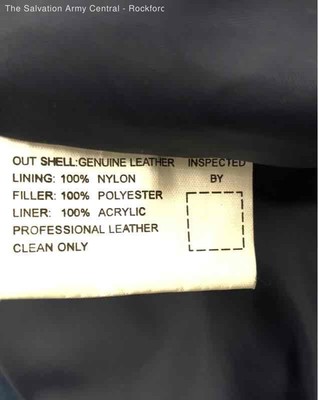 The Salvation Army Central - Rockford
OUT SHELL:GENUINE LEATHER INSPECTED
LINING: 100% NYLON BY
FILLER: 100% POLYESTER
LINER: 100% ACRYLIC
PROFESSIONAL LEATHER
CLEAN ONLY